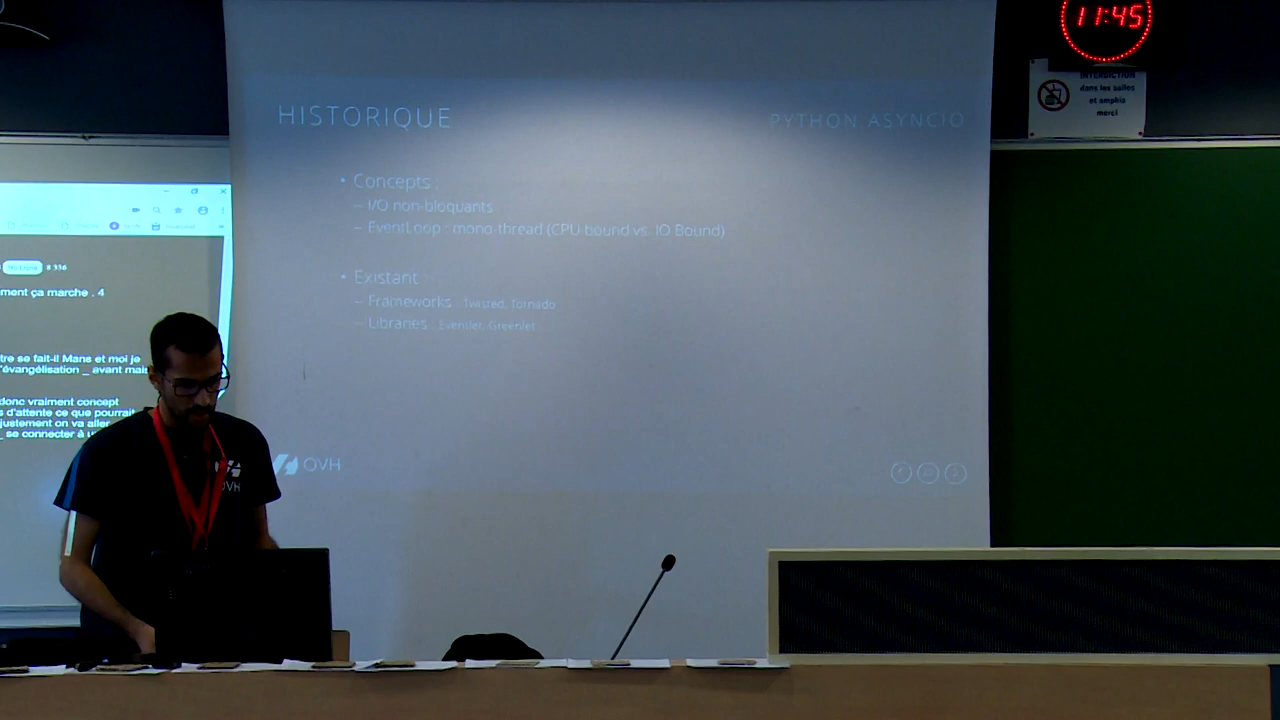 11:45
INTERDICTION
dans les salles
et amphis
merci
HISTORIQUE
PYTHON ASYNCIO
• Concepts :
– I/O non-bloquants
– EventLoop : mono-thread (CPU bound vs. IO Bound)
• Existant :
– Frameworks : Twisted, Tornado
– Libraries : Eventlet, Greenlet
OVH
ment ça marche . 4
tre se fait-il Mans et moi je
'évangélisation _ avant mais
donc vraiment concept
s d'attente ce que pourrait
justement on va aller
_ se connecter à u
OVH